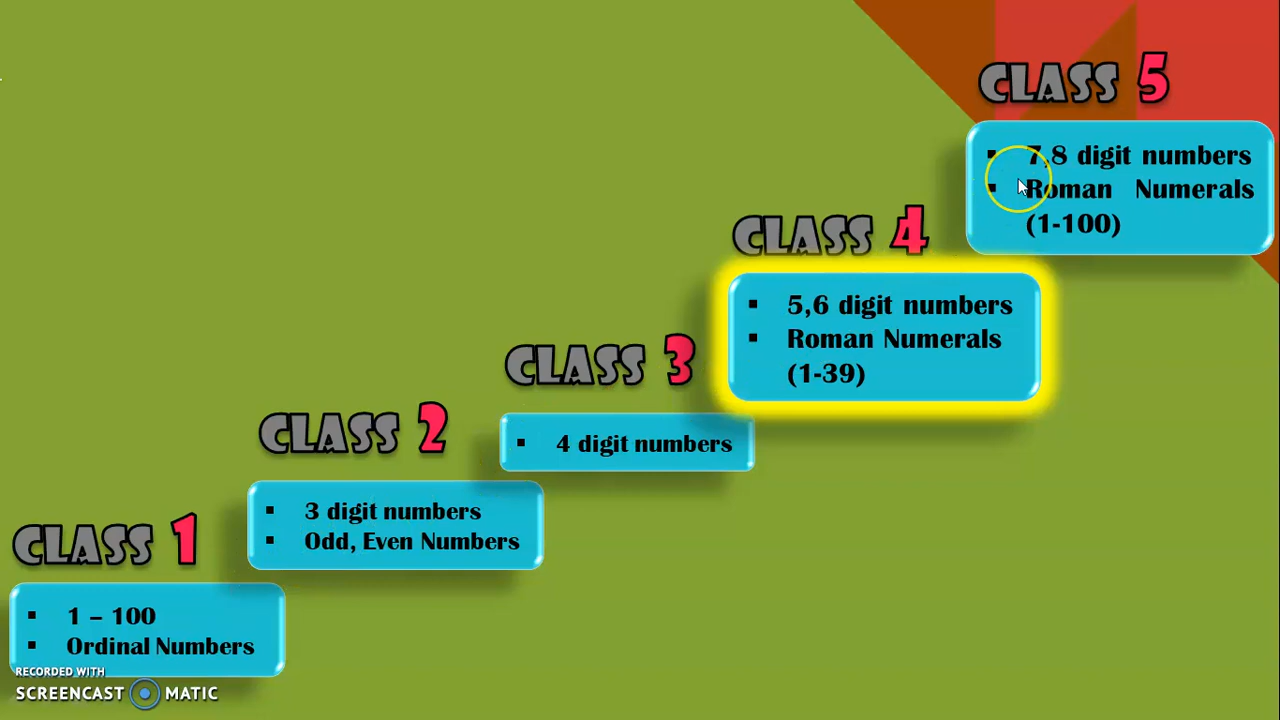 CLASS 5
▪ 7,8 digit numbers
▪ Roman Numerals
(1-100)
CLASS 4
▪ 5,6 digit numbers
▪ Roman Numerals
(1-39)
CLASS 3
▪ 4 digit numbers
CLASS 2
▪ 3 digit numbers
▪ Odd, Even Numbers
CLASS 1
▪ 1 – 100
▪ Ordinal Numbers
RECORDED WITH
SCREENCAST MATIC